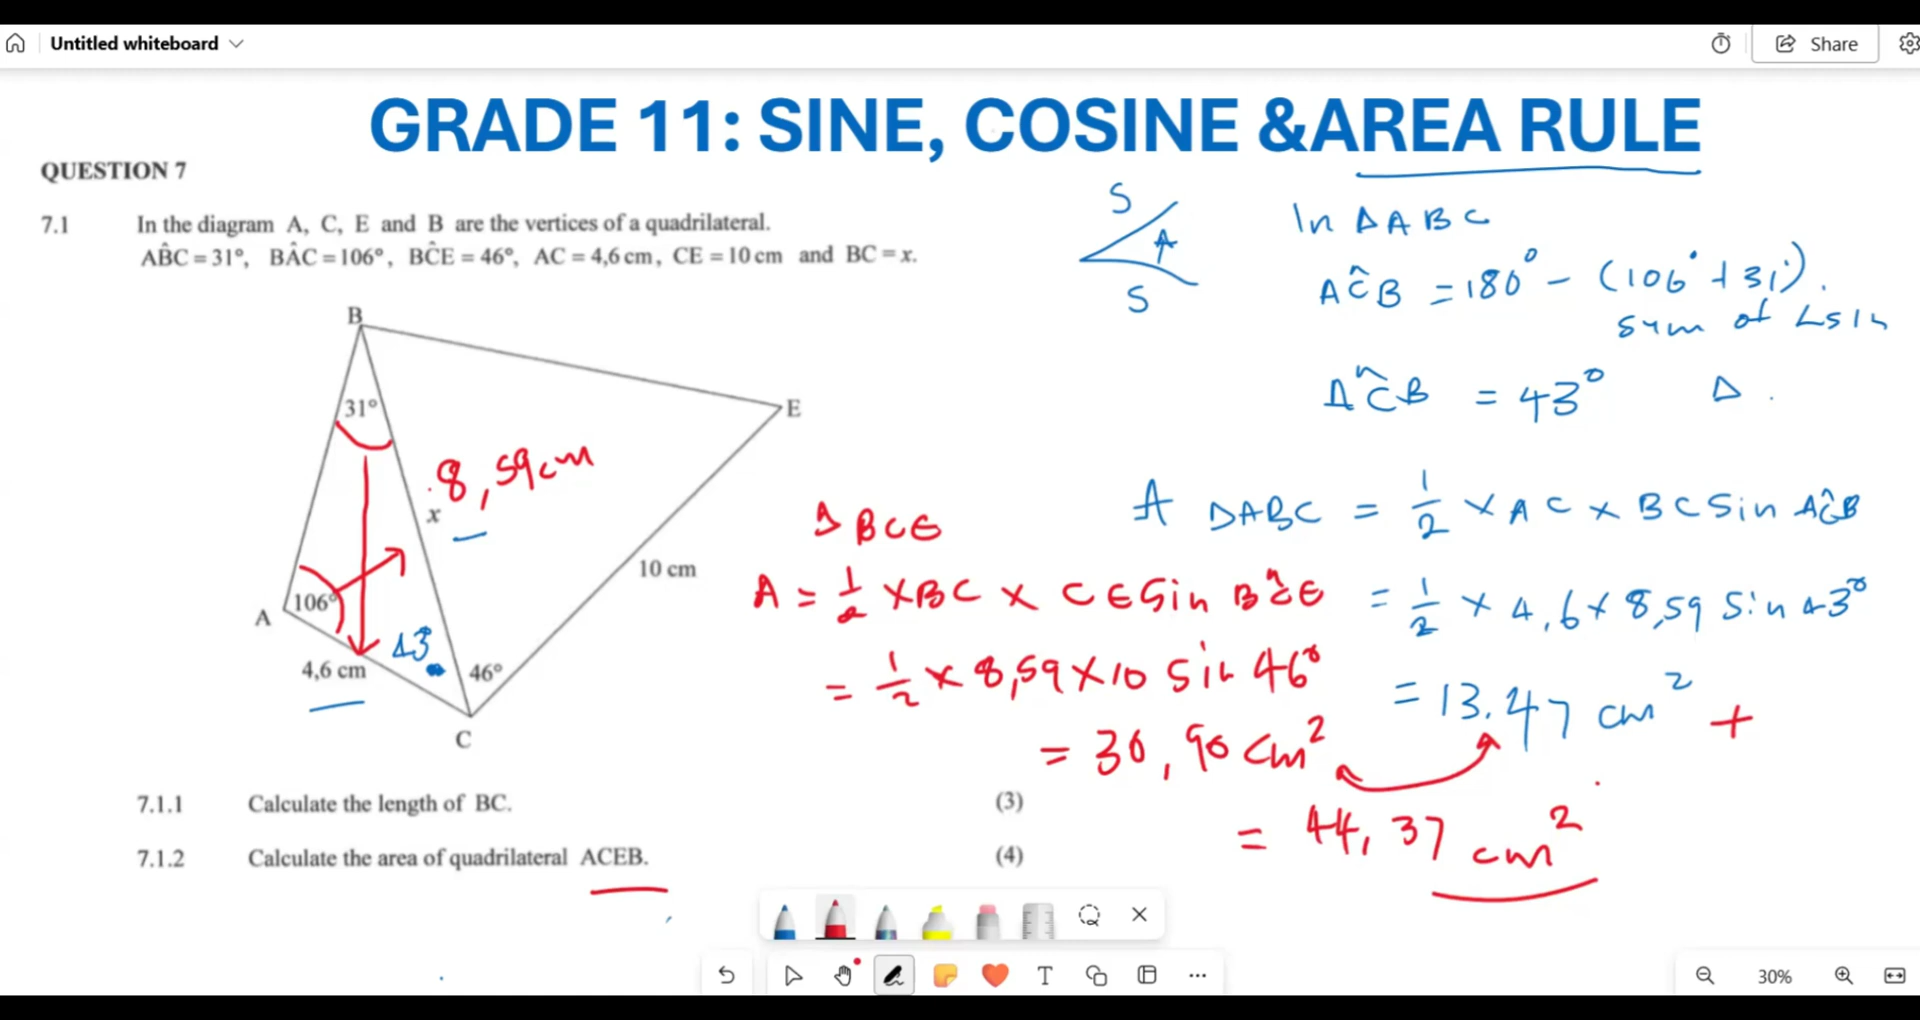 Untitled whiteboard
Share
GRADE 11: SINE, COSINE &AREA RULE
QUESTION 7
7.1 In the diagram A, C, E and B are the vertices of a quadrilateral.
AB̂C = 31°, BÂC = 106°, BĈE = 46°, AC = 4,6 cm, CE = 10 cm and BC = x.
B
31°
E
8,59cm
x
10 cm
A
106°
43
4,6 cm
46°
C
S
A
S
In ΔABC
AĈB = 180° - (106° + 31°).
sum of ∠s in
Δ.
AĈB = 43°
A ΔABC = 1/2 × AC × BC Sin AĈB
= 1/2 × 4,6 × 8,59 Sin 43°
= 13.47 cm² +
Δ BCE
A = 1/2 × BC × CE Sin BĈE
= 1/2 × 8,59 × 10 Sin 46°
= 30,90 cm²
= 44,37 cm²
7.1.1 Calculate the length of BC. (3)
7.1.2 Calculate the area of quadrilateral ACEB. (4)
T
30%